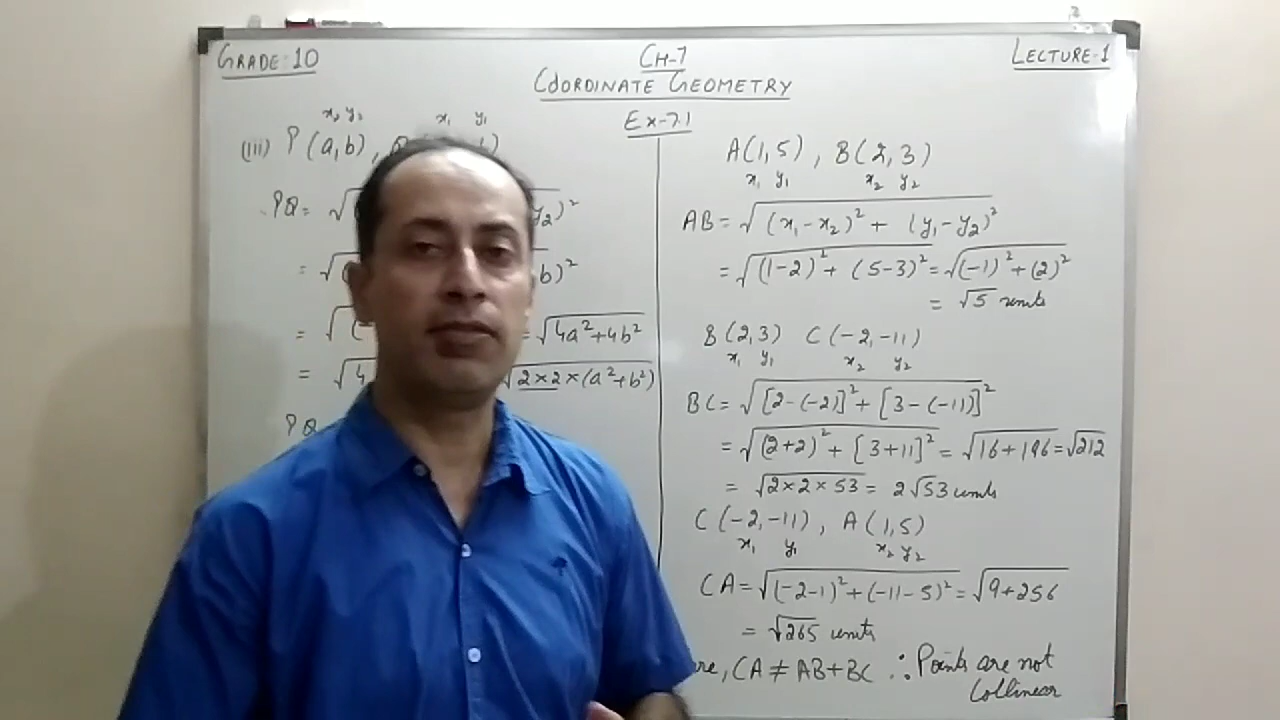 GRADE:10
CH-7
LECTURE-1
COORDINATE GEOMETRY
Ex-7.1
x₂ y₂ x₁ y₁
(iii) P(a,b), b)
PQ= √ y₂)²
= √( b)²
= √(- = √4a²+4b²
= √4 √2×2×(a²+b²)
PQ
A(1,5), B(2,3)
x₁ y₁ x₂ y₂
AB= √(x₁-x₂)²+ (y₁-y₂)²
= √(1-2)²+ (5-3)² = √(-1)²+(2)²
= √5 units
B(2,3) C(-2,-11)
x₁ y₁ x₂ y₂
BC= √[2-(-2)]²+[3-(-11)]²
= √(2+2)²+[3+11]² = √16+196 = √212
= √2×2×53 = 2√53 units
C(-2,-11), A(1,5)
x₁ y₁ x₂ y₂
CA= √(-2-1)²+(-11-5)² = √9+256
= √265 units
re, CA ≠ AB+BC ∴ Points are not
Collinear